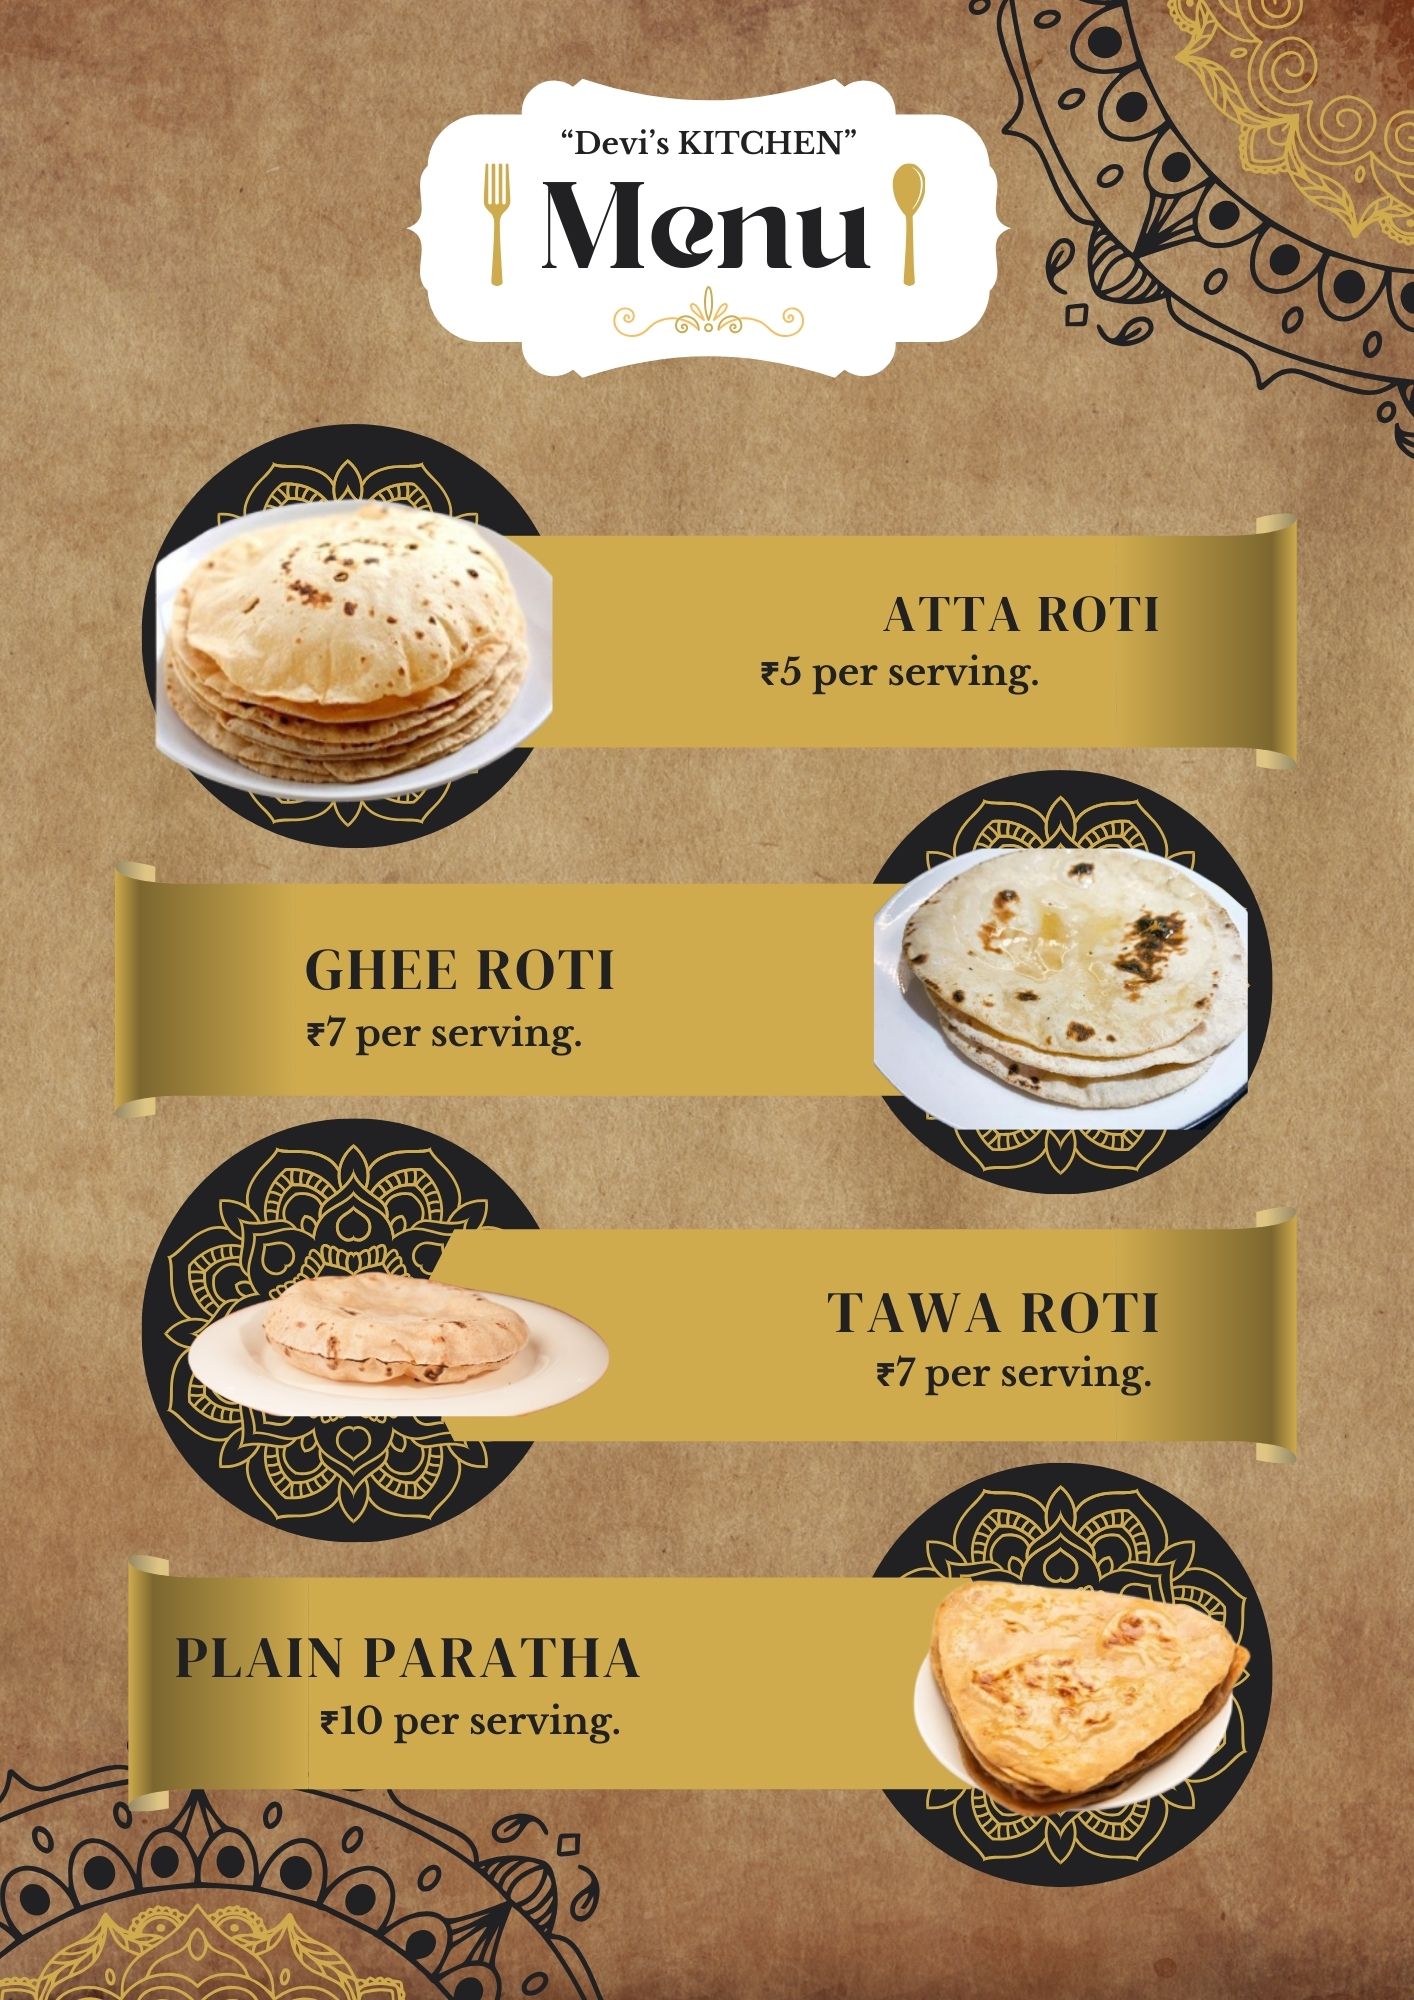 “Devi’s KITCHEN”
Menu
ATTA ROTI
₹5 per serving.
GHEE ROTI
₹7 per serving.
TAWA ROTI
₹7 per serving.
PLAIN PARATHA
₹10 per serving.